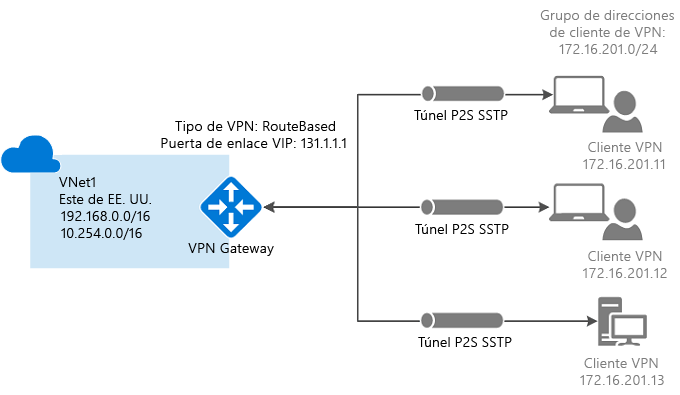 Grupo de direcciones
de cliente de VPN:
172.16.201.0/24
Túnel P2S SSTP
Cliente VPN
172.16.201.11
Tipo de VPN: RouteBased
Puerta de enlace VIP: 131.1.1.1
VNet1
Este de EE. UU.
192.168.0.0/16
10.254.0.0/16
VPN Gateway
Túnel P2S SSTP
Cliente VPN
172.16.201.12
Túnel P2S SSTP
Cliente VPN
172.16.201.13